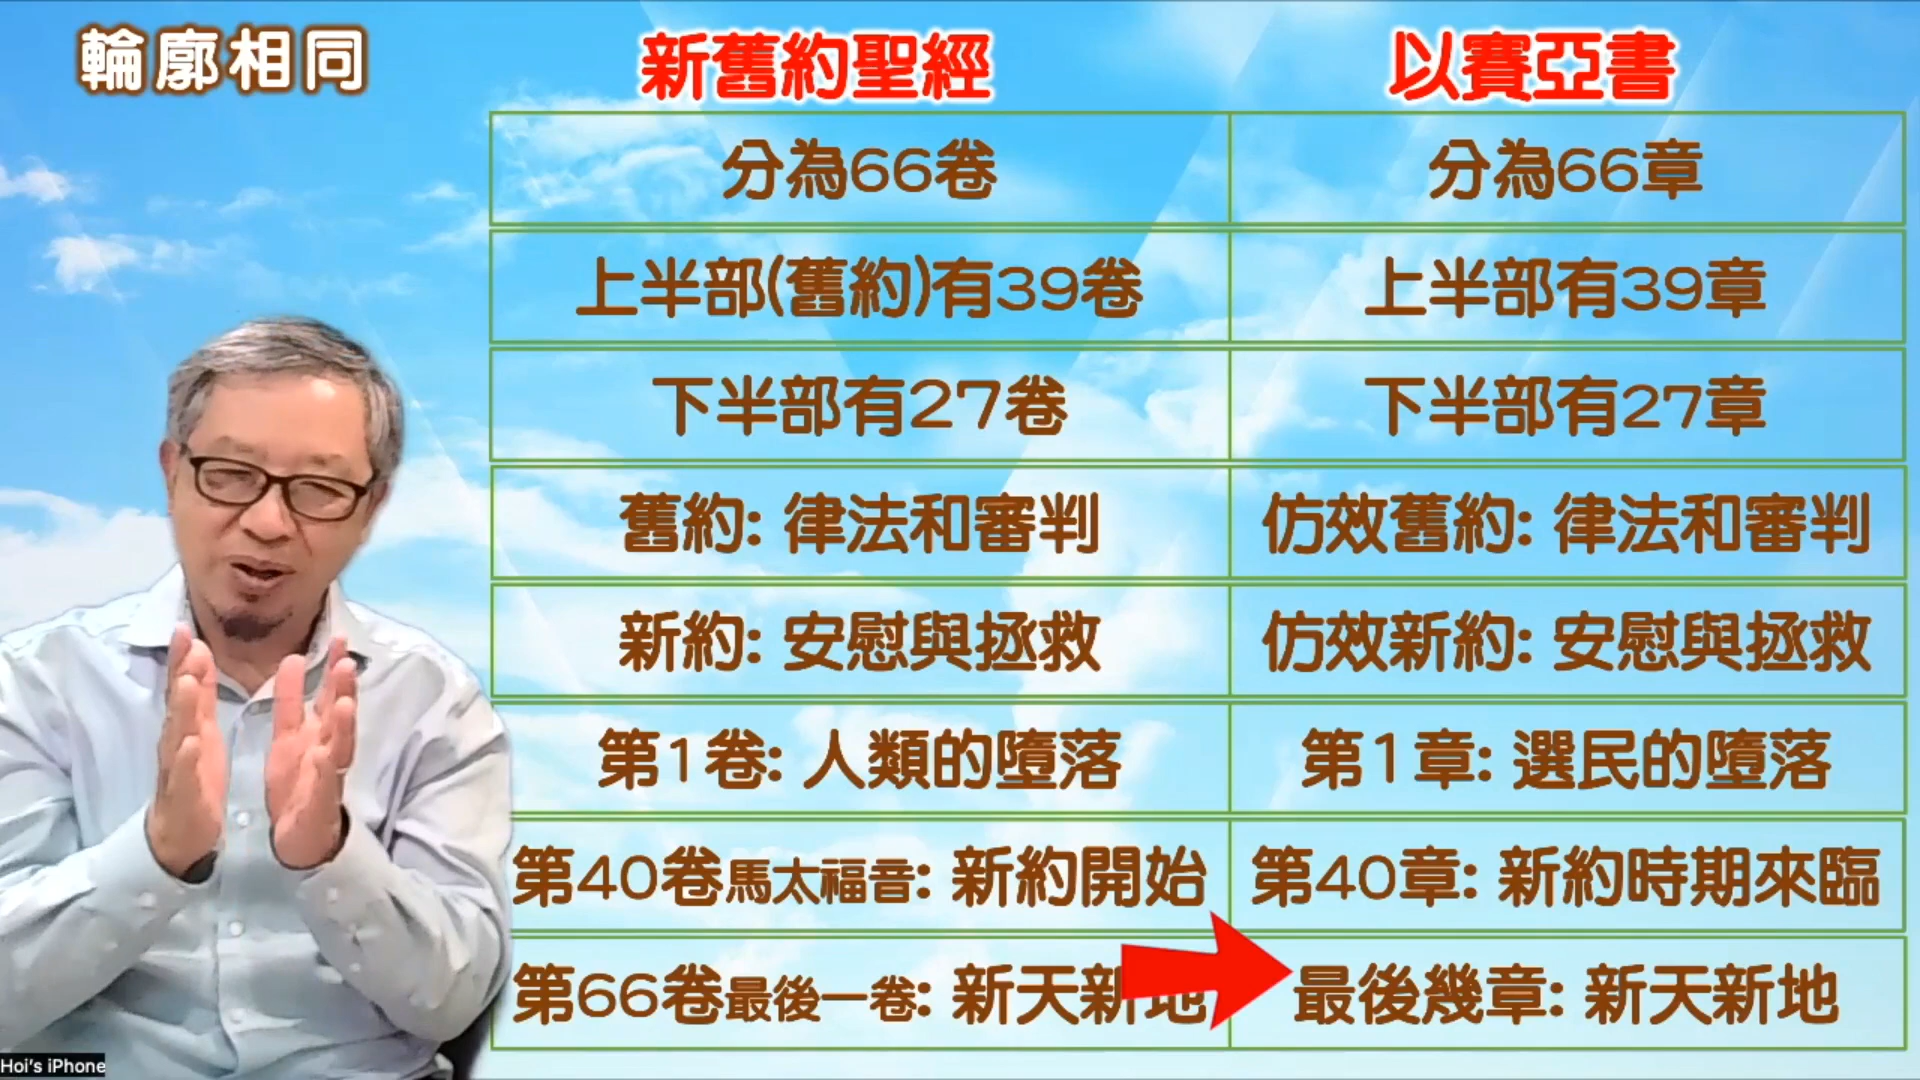 輪廓相同
新舊約聖經 以賽亞書
分為66卷 分為66章
上半部(舊約)有39卷 上半部有39章
下半部有27卷 下半部有27章
舊約: 律法和審判 仿效舊約: 律法和審判
新約: 安慰與拯救 仿效新約: 安慰與拯救
第1卷: 人類的墮落 第1章: 選民的墮落
第40卷馬太福音: 新約開始 第40章: 新約時期來臨
第66卷最後一卷: 新天新地 最後幾章: 新天新地
Hoi's iPhone